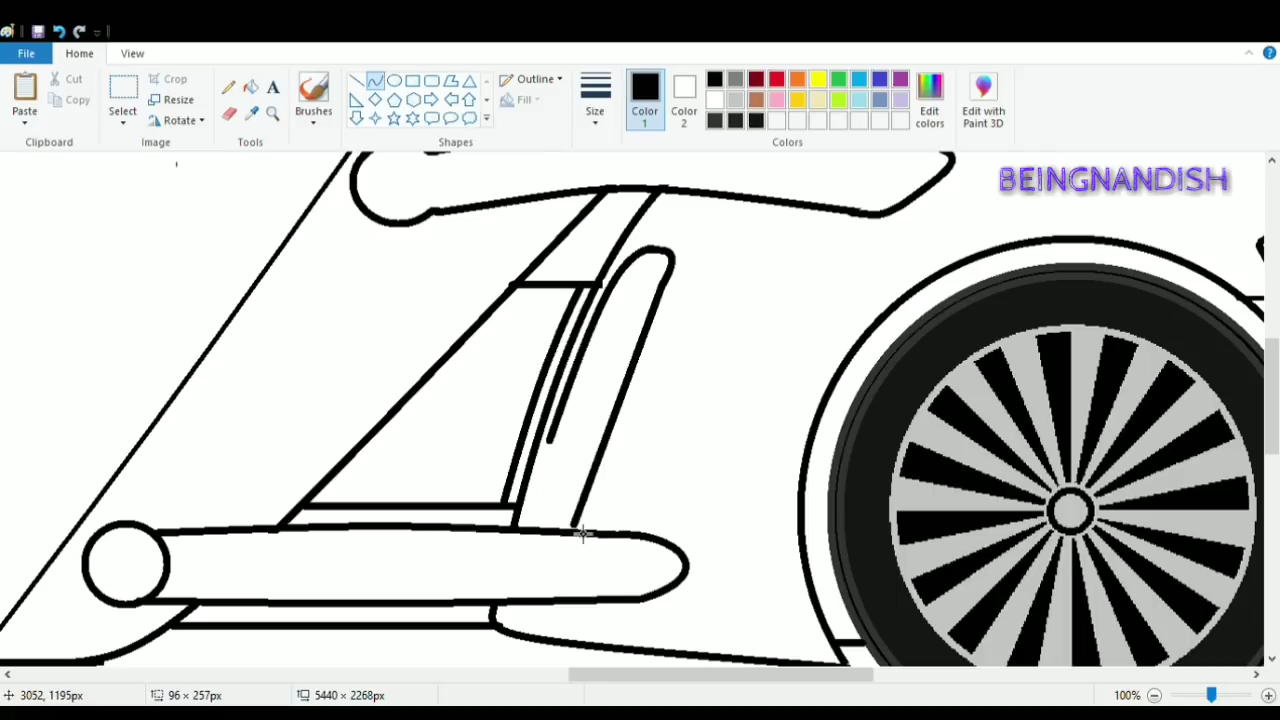 File Home View
Paste Cut Copy
Select Crop Resize Rotate
A
Brushes
Outline Fill
Size
Color 1 Color 2
Edit colors
Edit with Paint 3D
Clipboard Image Tools Shapes Colors
BEINGNANDISH
3052, 1195px 96 × 257px 5440 × 2268px 100%